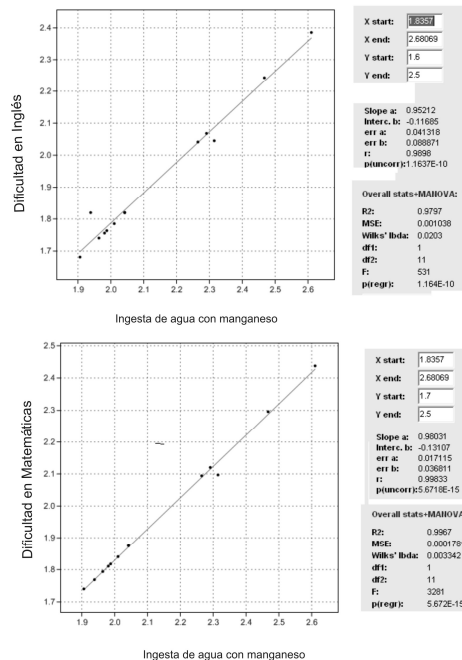 2.4
2.3
2.2
2.1
2.0
1.9
1.8
1.7
Dificultad en Inglés
1.9 2.0 2.1 2.2 2.3 2.4 2.5 2.6
Ingesta de agua con manganeso
X start: 1.8357
X end: 2.68069
Y start: 1.6
Y end: 2.5
Slope a: 0.95212
Interc. b: -0.11685
err a: 0.041318
err b: 0.088871
r: 0.9898
p(uncorr): 1.1637E-10
Overall stats+MANOVA:
R2: 0.9797
MSE: 0.001038
Wilks' lbda: 0.0203
df1: 1
df2: 11
F: 531
p(regr): 1.164E-10
2.5
2.4
2.3
2.2
2.1
2.0
1.9
1.8
1.7
Dificultad en Matemáticas
1.9 2.0 2.1 2.2 2.3 2.4 2.5 2.6
Ingesta de agua con manganeso
X start: 1.8357
X end: 2.68069
Y start: 1.7
Y end: 2.5
Slope a: 0.98031
Interc. b: -0.13107
err a: 0.017115
err b: 0.036811
r: 0.99833
p(uncorr): 5.6718E-15
Overall stats+MANOVA
R2: 0.9967
MSE: 0.000178
Wilks' lbda: 0.003342
df1: 1
df2: 11
F: 3281
p(regr): 5.672E-15